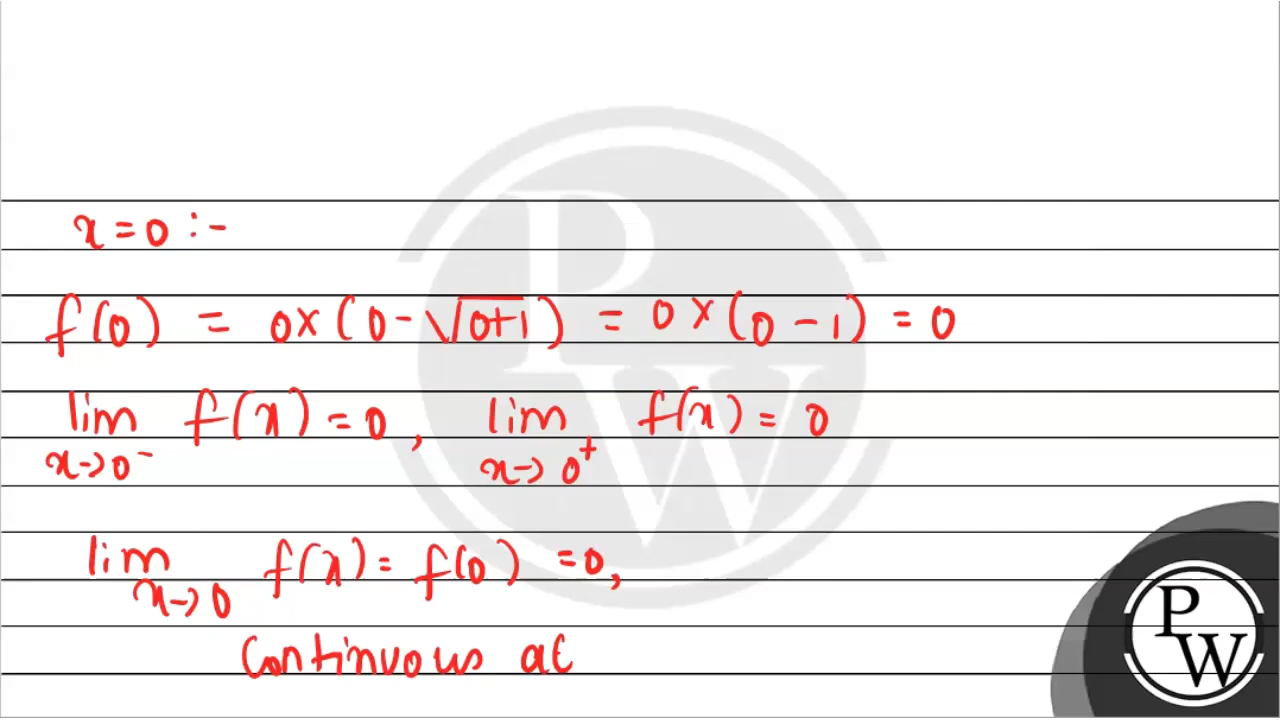 x = 0 :-
f(0) = 0×(0-√(0+1)) = 0×(0-1) = 0
lim x→0⁻ f(x) = 0, lim x→0⁺ f(x) = 0
lim x→0 f(x) = f(0) = 0,
continuous at
PW
PW